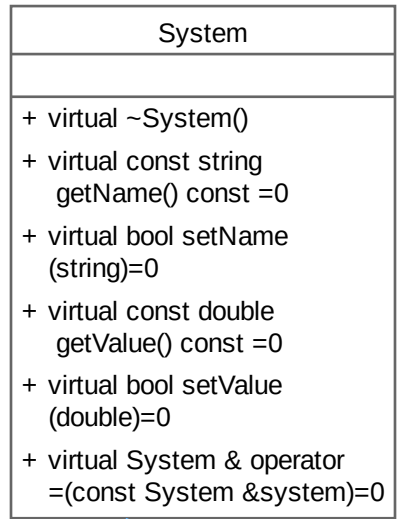 System
+ virtual ~System()
+ virtual const string
getName() const =0
+ virtual bool setName
(string)=0
+ virtual const double
getValue() const =0
+ virtual bool setValue
(double)=0
+ virtual System & operator
=(const System &system)=0